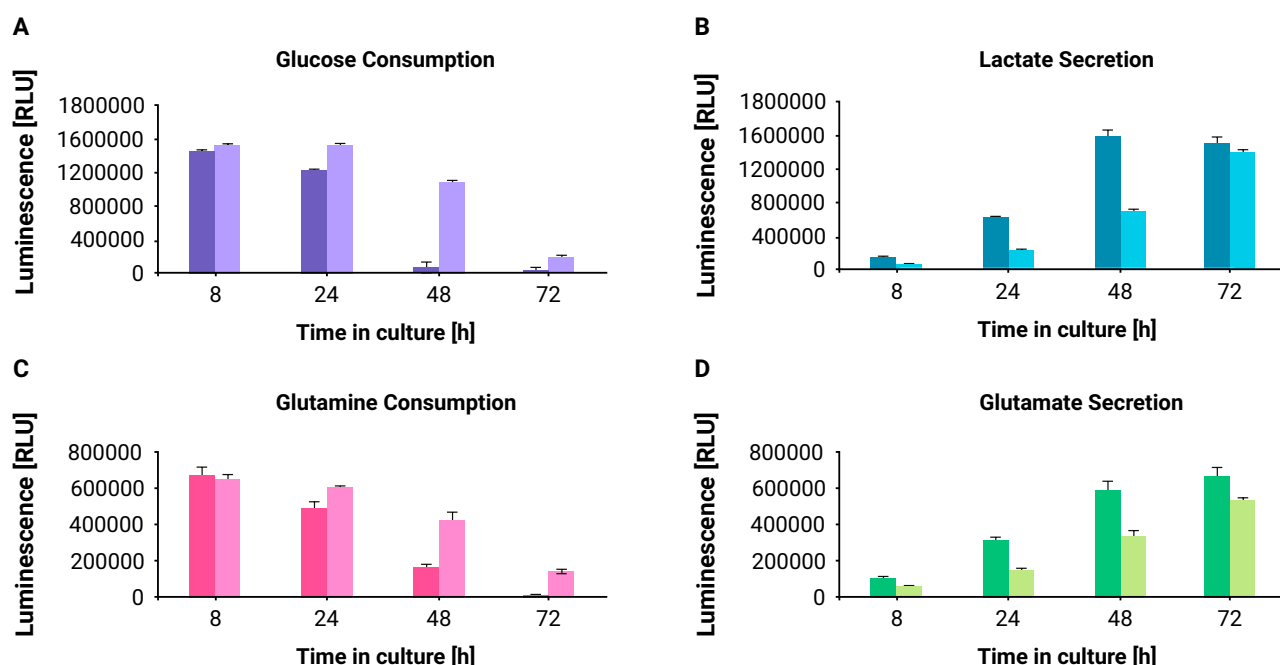 A
Glucose Consumption
Luminescence [RLU]
1800000
1600000
1200000
800000
400000
0
8 24 48 72
Time in culture [h]
B
Lactate Secretion
Luminescence [RLU]
1800000
1600000
1200000
800000
400000
0
8 24 48 72
Time in culture [h]
C
Glutamine Consumption
Luminescence [RLU]
800000
600000
400000
200000
0
8 24 48 72
Time in culture [h]
D
Glutamate Secretion
Luminescence [RLU]
800000
600000
400000
200000
0
8 24 48 72
Time in culture [h]